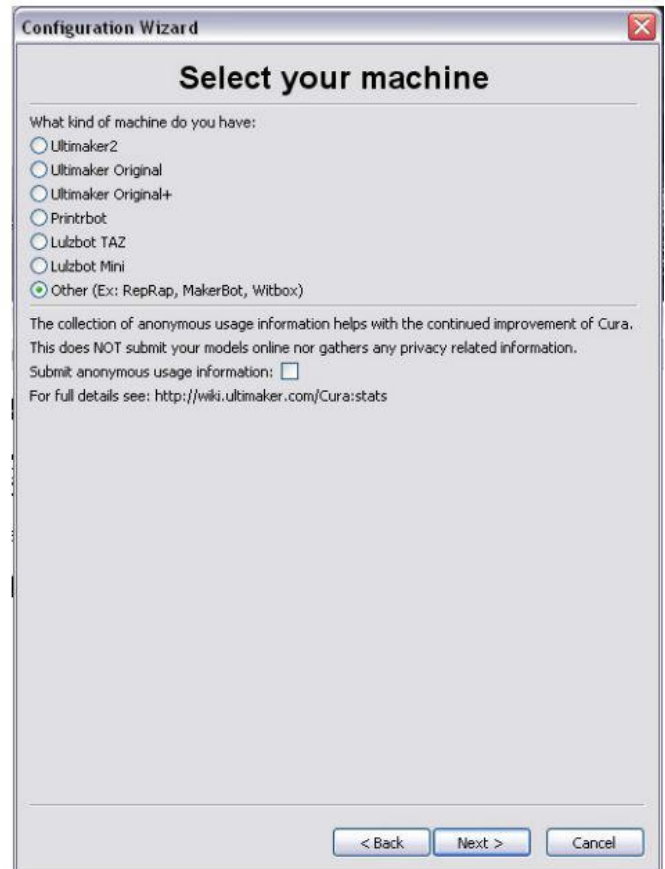 Configuration Wizard
Select your machine
What kind of machine do you have:
Ultimaker2
Ultimaker Original
Ultimaker Original+
Printrbot
Lulzbot TAZ
Lulzbot Mini
Other (Ex: RepRap, MakerBot, Witbox)
The collection of anonymous usage information helps with the continued improvement of Cura.
This does NOT submit your models online nor gathers any privacy related information.
Submit anonymous usage information:
For full details see: http://wiki.ultimaker.com/Cura:stats
< Back Next > Cancel